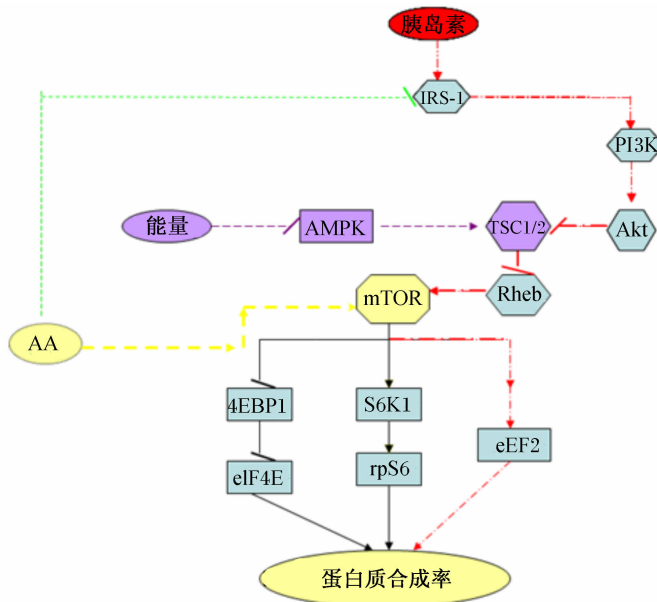 胰岛素
IRS-1
PI3K
能量
AMPK
TSC1/2
Akt
mTOR
Rheb
AA
4EBP1
S6K1
eEF2
elF4E
rpS6
蛋白质合成率